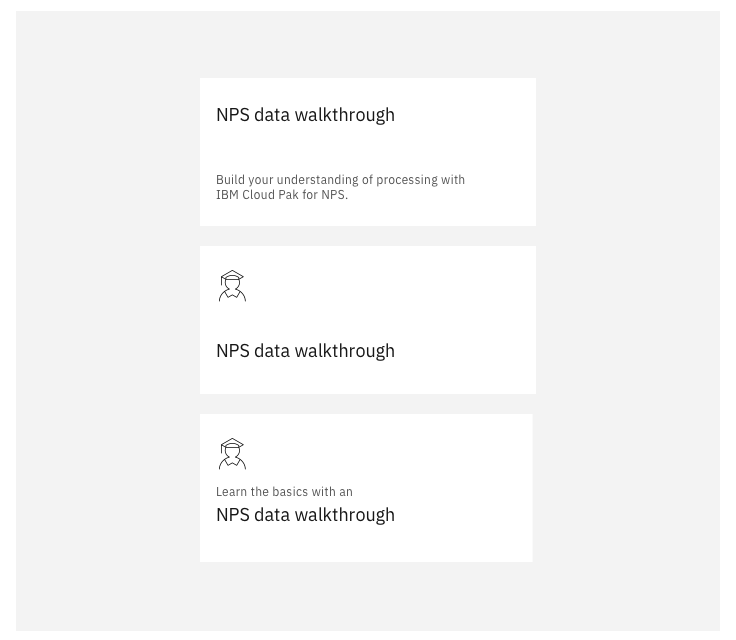 NPS data walkthrough
Build your understanding of processing with
IBM Cloud Pak for NPS.
NPS data walkthrough
Learn the basics with an
NPS data walkthrough